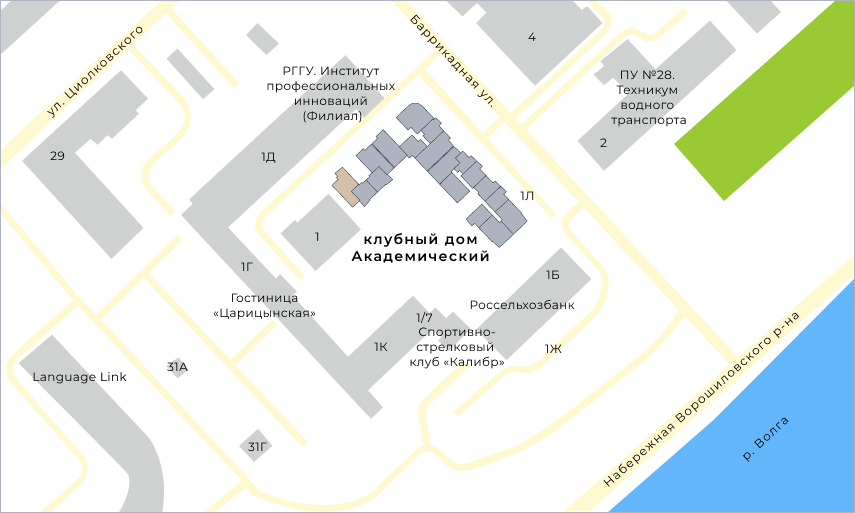 ул. Циолковского
Баррикадная ул.
4
РГГУ. Институт
профессиональных
инноваций
(Филиал)
ПУ №28.
Техникум
водного
транспорта
2
29
1Д
1Л
1
клубный дом
Академический
1Г
Гостиница
«Царицынская»
1Б
Россельхозбанк
1/7
Спортивно-
стрелковый
клуб «Калибр»
1К
1Ж
Language Link
31А
31Г
Набережная Ворошиловского р-на
р. Волга